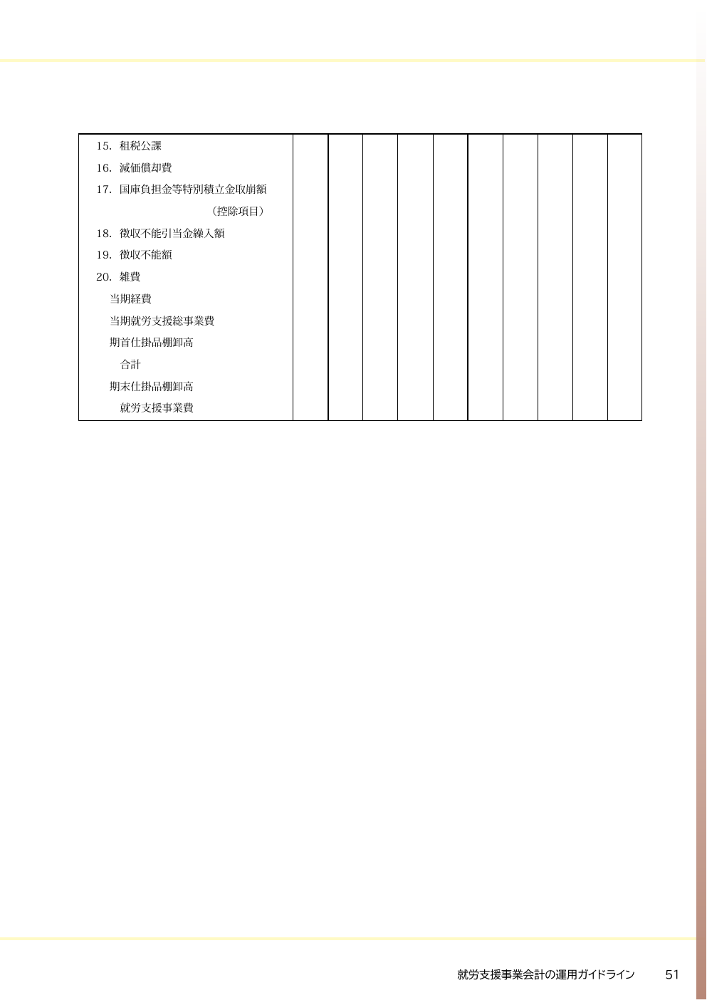 15. 租税公課
16. 減価償却費
17. 国庫負担金等特別積立金取崩額
（控除項目）
18. 徴収不能引当金繰入額
19. 徴収不能額
20. 雑費
当期経費
当期就労支援総事業費
期首仕掛品棚卸高
合計
期末仕掛品棚卸高
就労支援事業費
就労支援事業会計の運用ガイドライン 51